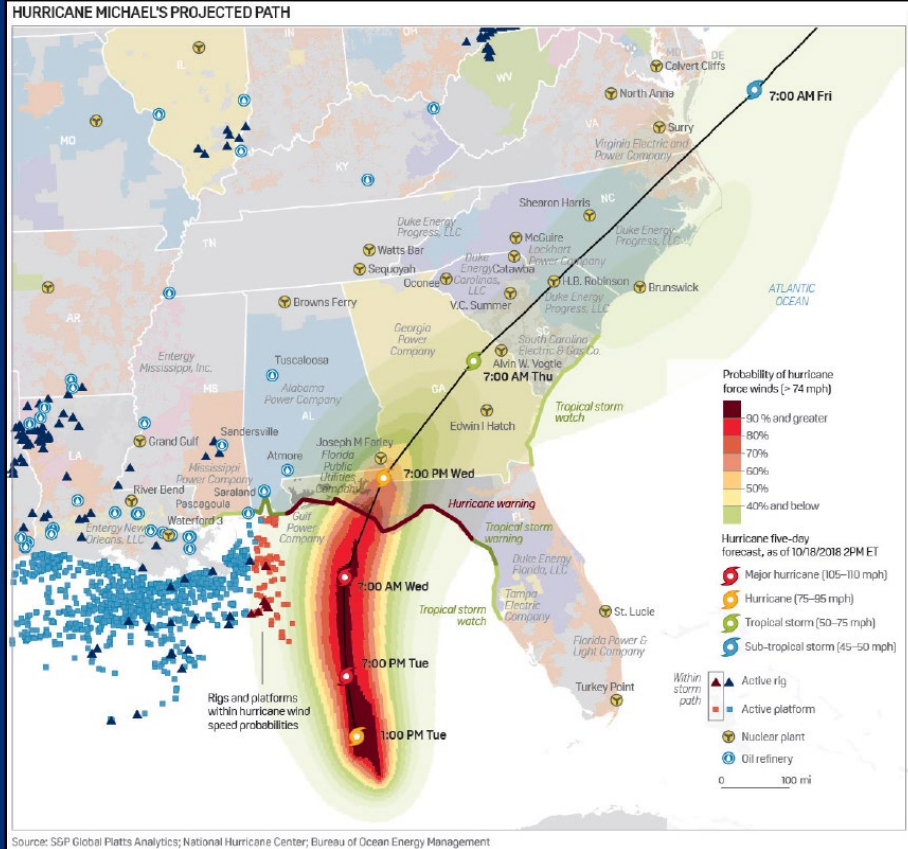 HURRICANE MICHAEL'S PROJECTED PATH
IL
IN
OH
MD
DE
Calvert Cliffs
7:00 AM Fri
WV
North Anna
MO
VA
Surry
Virginia Electric and
Power Company
KY
Shearon Harris
NC
Duke Energy
Progress, LLC
TN
Duke Energy
Progress, LLC
McGuire
Lockhart
Power Company
Watts Bar
Sequoyah
Duke
Energy
Carolinas,
LLC
Catawba
Oconee
H.B. Robinson
Brunswick
V.C. Summer
Duke Energy
Progress, LLC
Browns Ferry
ATLANTIC
OCEAN
AR
Georgia
Power
Company
SC
South Carolina
Electric & Gas Co.
Entergy
Mississippi, Inc.
Tuscaloosa
Alvin W. Vogtle
7:00 AM Thu
Alabama
Power Company
MS
AL
GA
Tropical storm
watch
Edwin I Hatch
Sandersville
Grand Gulf
Joseph M Farley
LA
Mississippi
Power Company
Atmore
Florida
Public
Utilities
Company
7:00 PM Wed
River Bend
Saraland
Pascagoula
Hurricane warning
Entergy New
Orleans, LLC
Waterford 3
Gulf
Power
Company
FL
Tropical storm
warning
Duke Energy
Florida, LLC
7:00 AM Wed
Tampa
Electric
Company
Tropical storm
watch
St. Lucie
Florida Power &
Light Company
7:00 PM Tue
Turkey Point
Rigs and platforms
within hurricane wind
speed probabilities
1:00 PM Tue
Probability of hurricane
force winds (> 74 mph)
90 % and greater
80%
70%
60%
50%
40% and below
Hurricane five-day
forecast, as of 10/18/2018 2PM ET
Major hurricane (105–110 mph)
Hurricane (75–95 mph)
Tropical storm (50–75 mph)
Sub-tropical storm (45–50 mph)
Within
storm
path
Active rig
Active platform
Nuclear plant
Oil refinery
0 100 mi
Source: S&P Global Platts Analytics; National Hurricane Center; Bureau of Ocean Energy Management